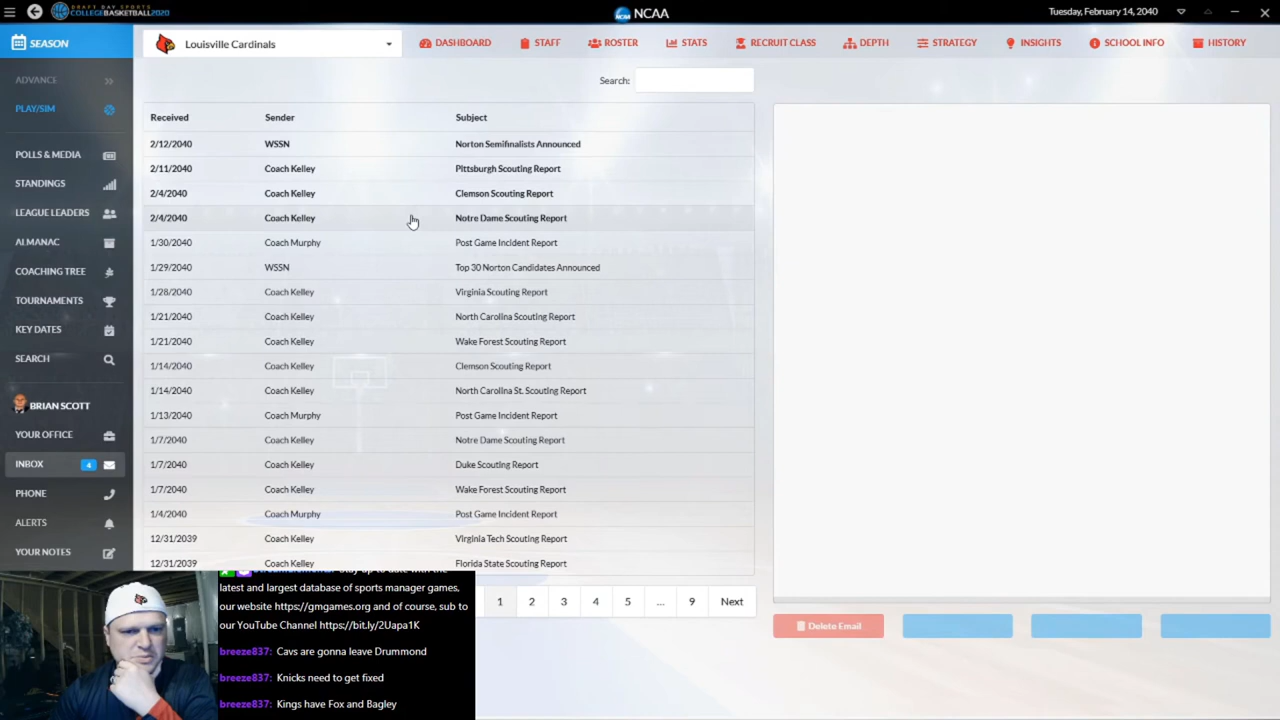 DRAFT DAY SPORTS
COLLEGE BASKETBALL 2020
NCAA
Tuesday, February 14, 2040
SEASON
Louisville Cardinals
DASHBOARD
STAFF
ROSTER
STATS
RECRUIT CLASS
DEPTH
STRATEGY
INSIGHTS
SCHOOL INFO
HISTORY
ADVANCE
PLAY/SIM
POLLS & MEDIA
STANDINGS
LEAGUE LEADERS
ALMANAC
COACHING TREE
TOURNAMENTS
KEY DATES
SEARCH
BRIAN SCOTT
YOUR OFFICE
INBOX 4
PHONE
ALERTS
YOUR NOTES
Search:
Received Sender Subject
2/12/2040 WSSN Norton Semifinalists Announced
2/11/2040 Coach Kelley Pittsburgh Scouting Report
2/4/2040 Coach Kelley Clemson Scouting Report
2/4/2040 Coach Kelley Notre Dame Scouting Report
1/30/2040 Coach Murphy Post Game Incident Report
1/29/2040 WSSN Top 30 Norton Candidates Announced
1/28/2040 Coach Kelley Virginia Scouting Report
1/21/2040 Coach Kelley North Carolina Scouting Report
1/21/2040 Coach Kelley Wake Forest Scouting Report
1/14/2040 Coach Kelley Clemson Scouting Report
1/14/2040 Coach Kelley North Carolina St. Scouting Report
1/13/2040 Coach Murphy Post Game Incident Report
1/7/2040 Coach Kelley Notre Dame Scouting Report
1/7/2040 Coach Kelley Duke Scouting Report
1/7/2040 Coach Kelley Wake Forest Scouting Report
1/4/2040 Coach Murphy Post Game Incident Report
12/31/2039 Coach Kelley Virginia Tech Scouting Report
12/31/2039 Coach Kelley Florida State Scouting Report
1 2 3 4 5 ... 9 Next
Delete Email
latest and largest database of sports manager games,
our website https://gmgames.org and of course, sub to
our YouTube Channel https://bit.ly/2Uapa1K
breeze837: Cavs are gonna leave Drummond
breeze837: Knicks need to get fixed
breeze837: Kings have Fox and Bagley